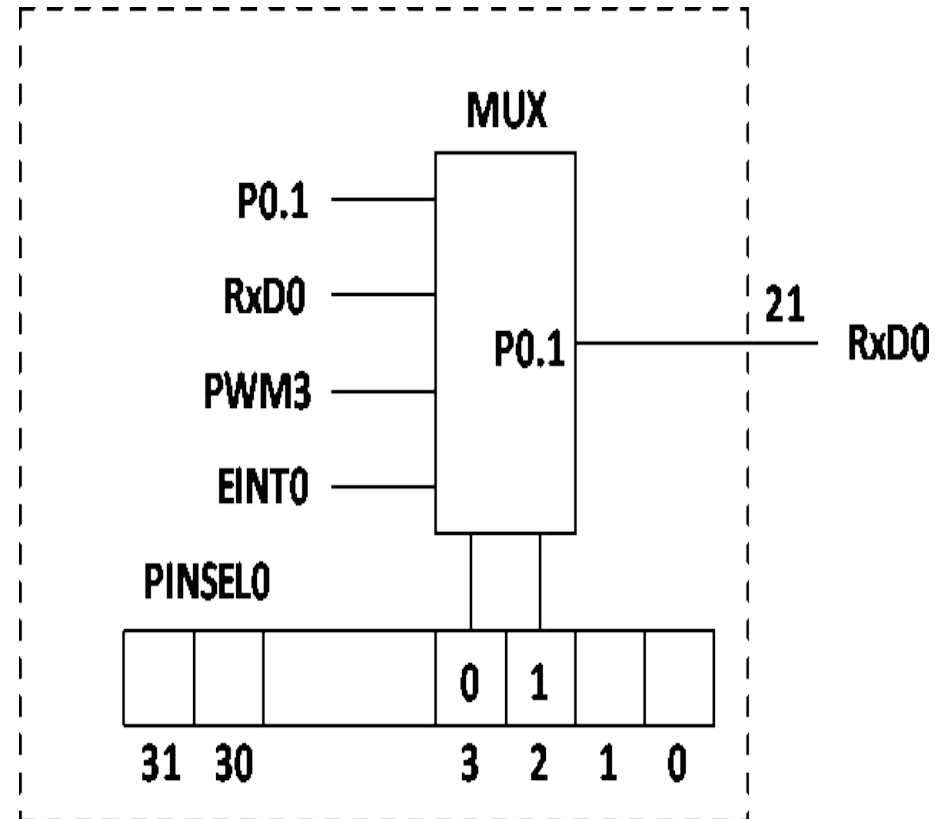 MUX
P0.1
RxD0
PWM3
EINT0
P0.1
21
RxD0
PINSEL0
0 1
31 30 3 2 1 0